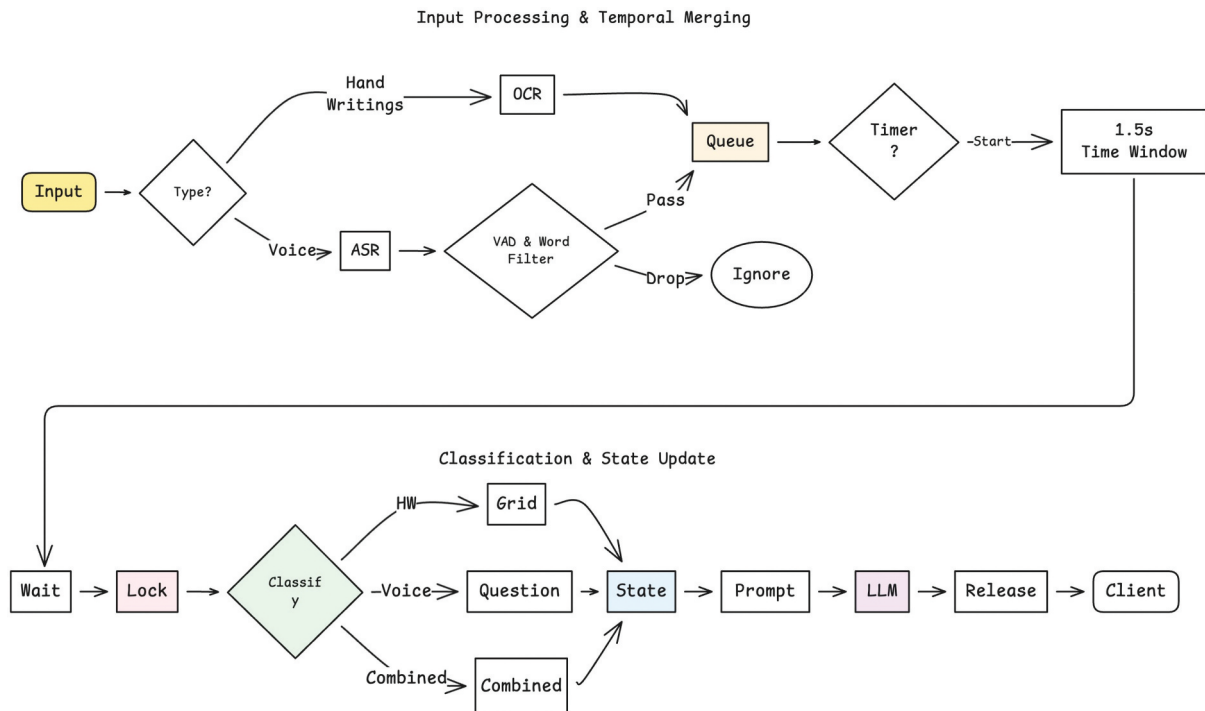 Input Processing & Temporal Merging
Hand
Writings
OCR
Queue
Timer
?
Start
1.5s
Time Window
Input
Type?
Voice
ASR
VAD & Word
Filter
Pass
Drop
Ignore
Classification & State Update
HW
Grid
Wait
Lock
Classif
y
Voice
Question
State
Prompt
LLM
Release
Client
Combined
Combined